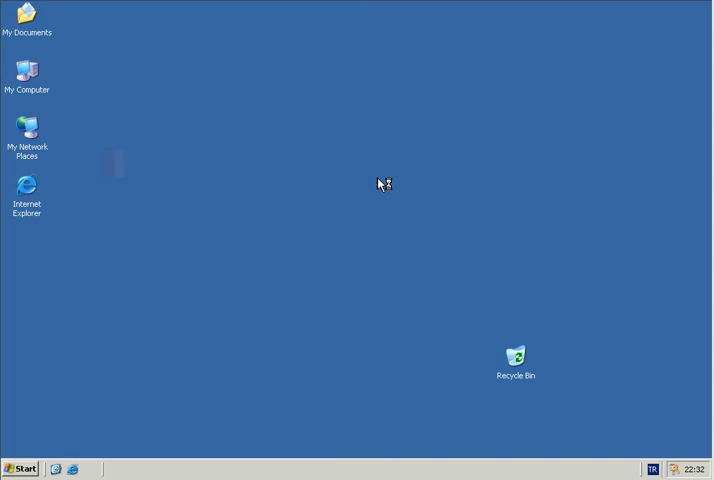 My Documents
My Computer
My Network
Places
Internet
Explorer
Recycle Bin
Start
TR
22:32